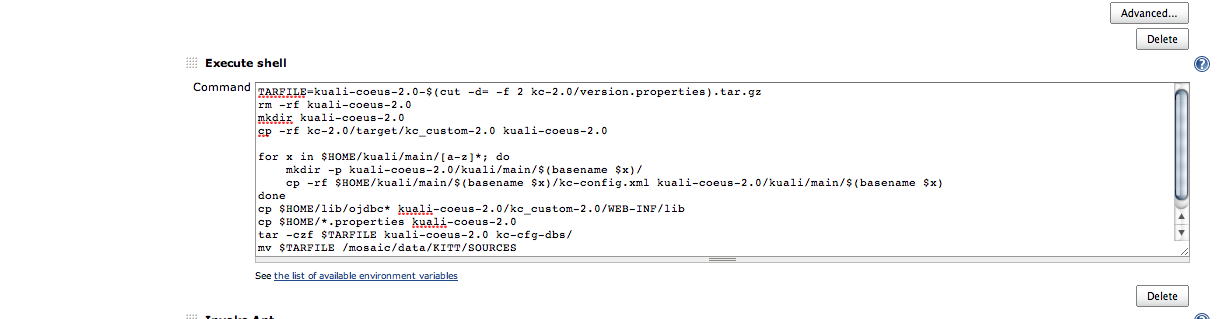 Advanced...
Delete
Execute shell
Command
TARFILE=kuali-coeus-2.0-$(cut -d= -f 2 kc-2.0/version.properties).tar.gz
rm -rf kuali-coeus-2.0
mkdir kuali-coeus-2.0
cp -rf kc-2.0/target/kc_custom-2.0 kuali-coeus-2.0
for x in $HOME/kuali/main/[a-z]*; do
    mkdir -p kuali-coeus-2.0/kuali/main/$(basename $x)/
    cp -rf $HOME/kuali/main/$(basename $x)/kc-config.xml kuali-coeus-2.0/kuali/main/$(basename $x)
done
cp $HOME/lib/ojdbc* kuali-coeus-2.0/kc_custom-2.0/WEB-INF/lib
cp $HOME/*.properties kuali-coeus-2.0
tar -czf $TARFILE kuali-coeus-2.0 kc-cfg-dbs/
mv $TARFILE /mosaic/data/KITT/SOURCES
See the list of available environment variables
Delete
Invoke Ant